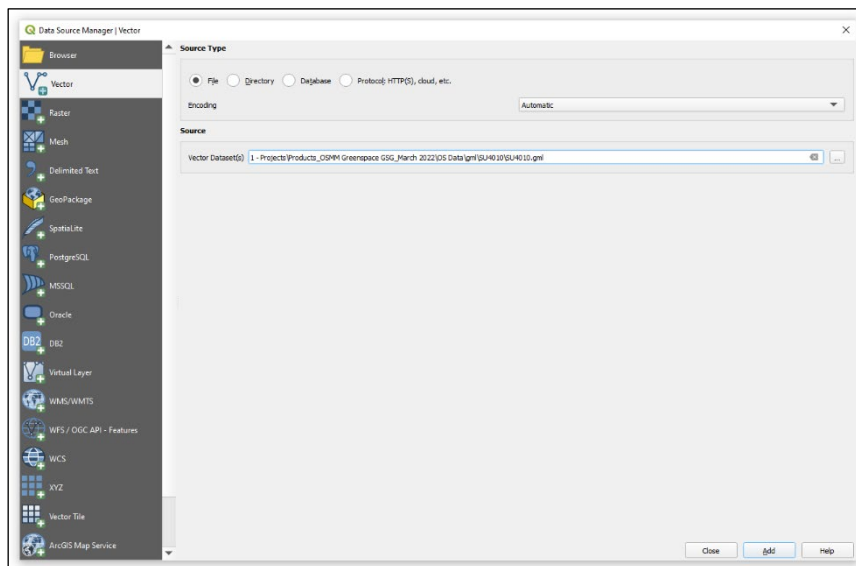 Data Source Manager | Vector
Browser
Vector
Raster
Mesh
Delimited Text
GeoPackage
SpatiaLite
PostgreSQL
MSSQL
Oracle
DB2
DB2
Virtual Layer
WMS/WMTS
WFS / OGC API - Features
WCS
XYZ
Vector Tile
ArcGIS Map Service
Source Type
File Directory Database Protocol: HTTP(S), cloud, etc.
Encoding Automatic
Source
Vector Dataset(s) 1 - Projects\Products_OSMM Greenspace GSG_March 2022\OS Data\gml\SU4010\SU4010.gml ...
Close Add Help